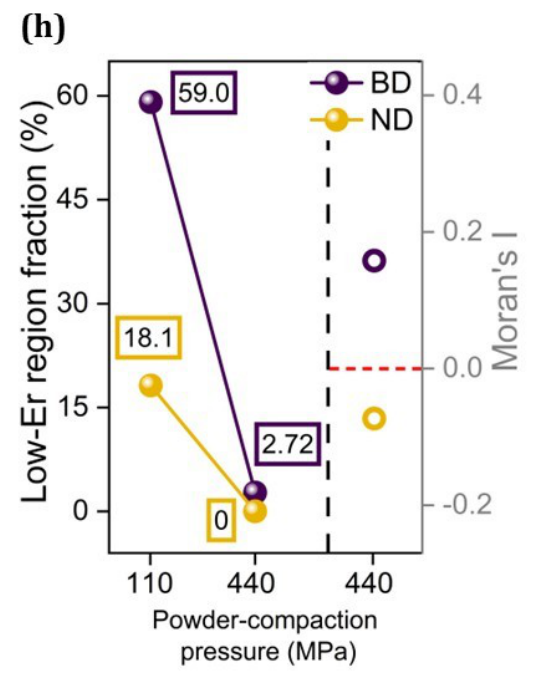 (h)
BD
ND
59.0
18.1
2.72
0
Low-Er region fraction (%)
60
45
30
15
0
0.4
0.2
0.0
-0.2
Moran's I
110 440 440
Powder-compaction
pressure (MPa)